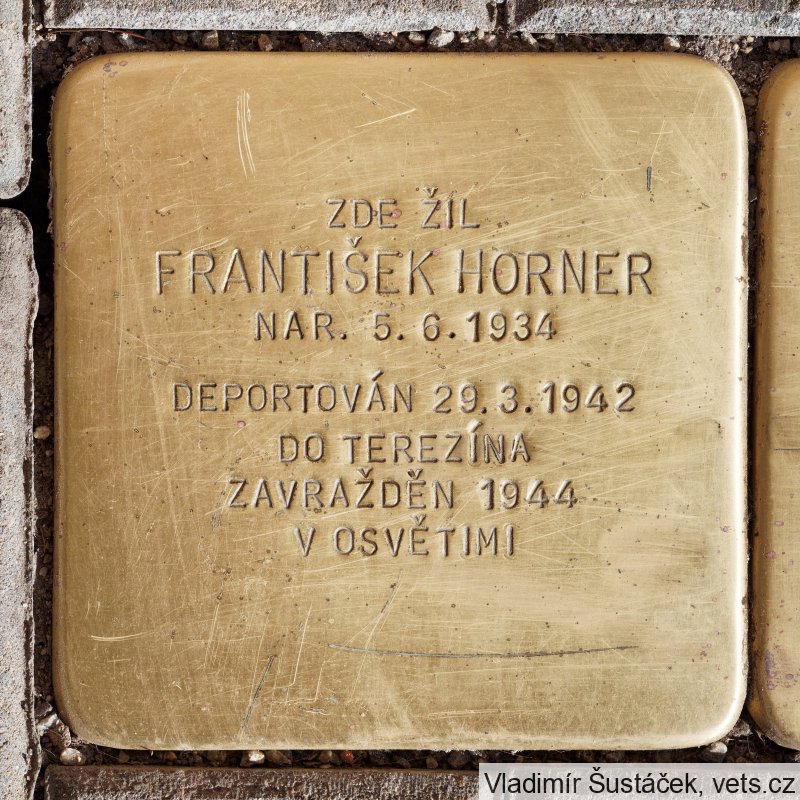 ZDE ŽIL
FRANTIŠEK HORNER
NAR. 5. 6. 1934
DEPORTOVÁN 29. 3. 1942
DO TEREZÍNA
ZAVRAŽDĚN 1944
V OSVĚTIMI
Vladimír Šustáček, vets.cz